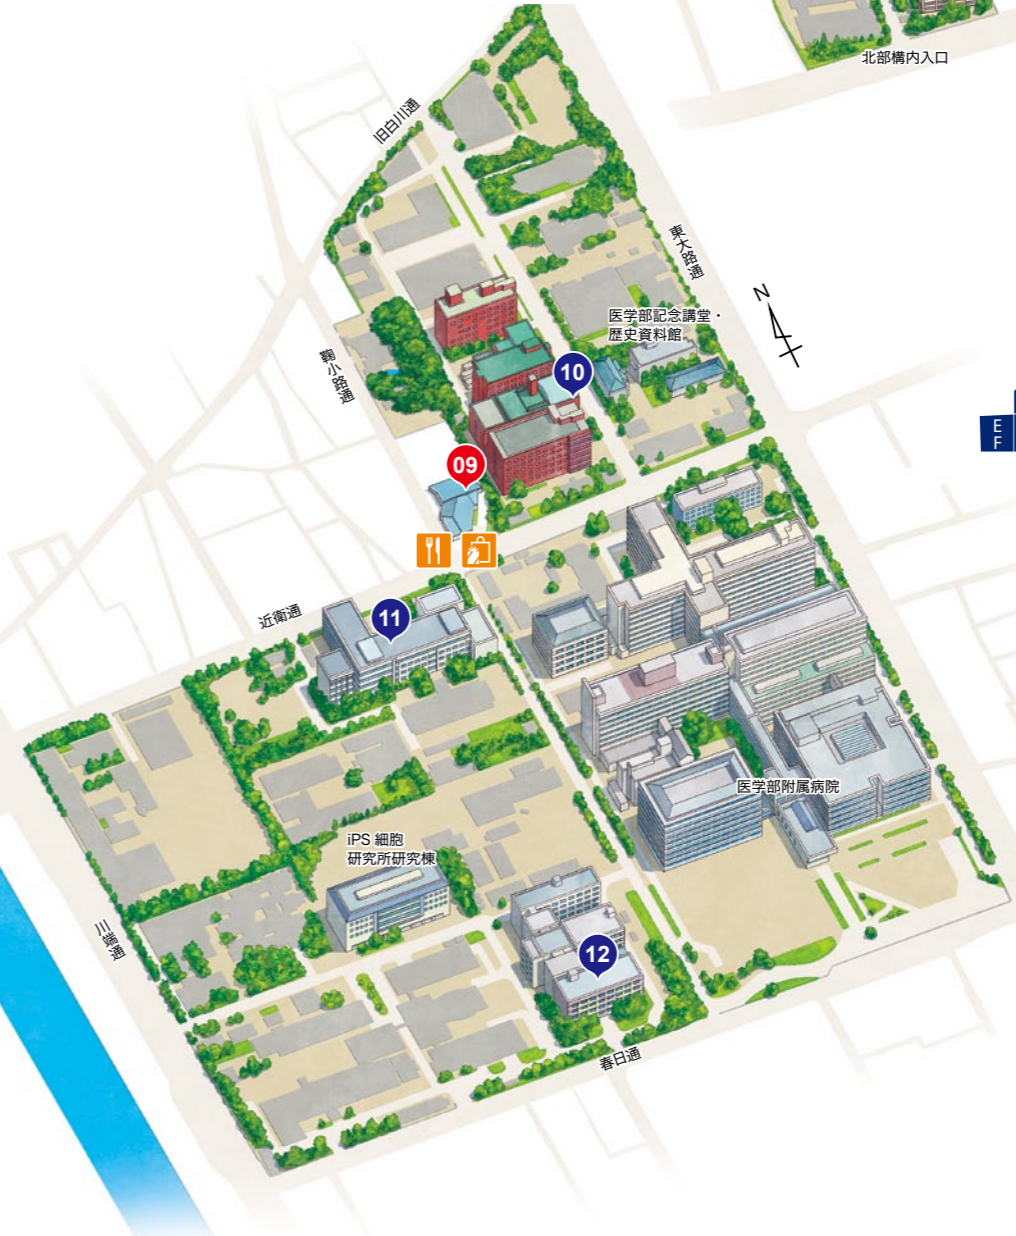 北部構内入口
旧白川通
東大路通
N
医学部記念講堂・
歴史資料館
鞠小路通
10
E
F
09
近衛通
11
医学部附属病院
iPS 細胞
研究所研究棟
川端通
12
春日通